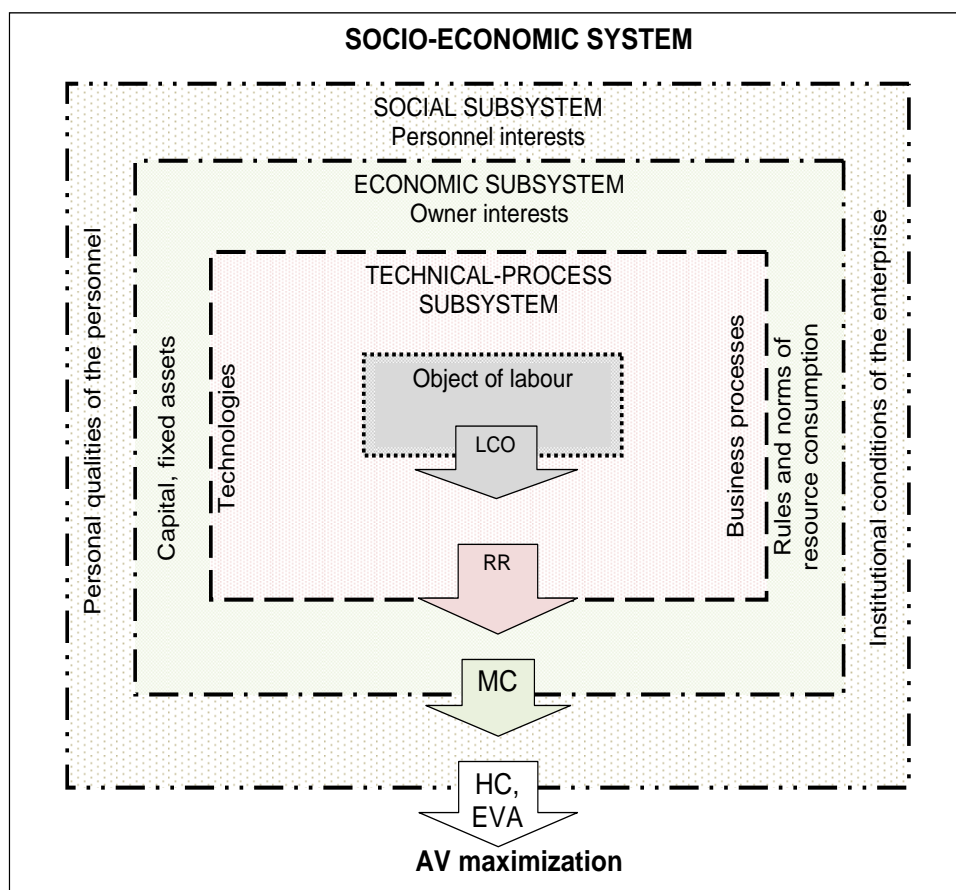 SOCIO-ECONOMIC SYSTEM
SOCIAL SUBSYSTEM
Personnel interests
ECONOMIC SUBSYSTEM
Owner interests
TECHNICAL-PROCESS
SUBSYSTEM
Personal qualities of the personnel
Capital, fixed assets
Technologies
Object of labour
LCO
Business processes
Rules and norms of
resource consumption
Institutional conditions of the enterprise
RR
MC
HC,
EVA
AV maximization